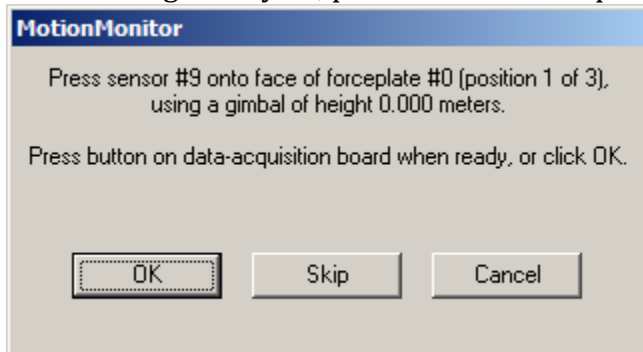 MotionMonitor
Press sensor #9 onto face of forceplate #0 (position 1 of 3),
using a gimbal of height 0.000 meters.
Press button on data-acquisition board when ready, or click OK.
OK Skip Cancel